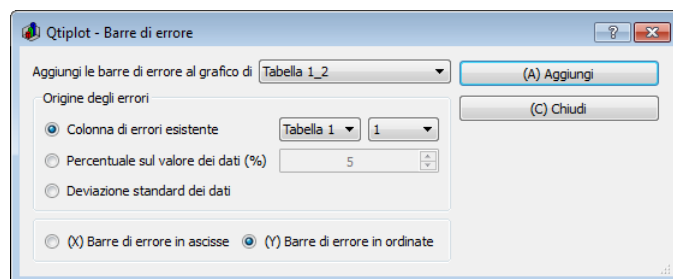 Qtiplot - Barre di errore
Aggiungi le barre di errore al grafico di Tabella 1_2
(A) Aggiungi
(C) Chiudi
Origine degli errori
Colonna di errori esistente Tabella 1 1
Percentuale sul valore dei dati (%) 5
Deviazione standard dei dati
(X) Barre di errore in ascisse (Y) Barre di errore in ordinate